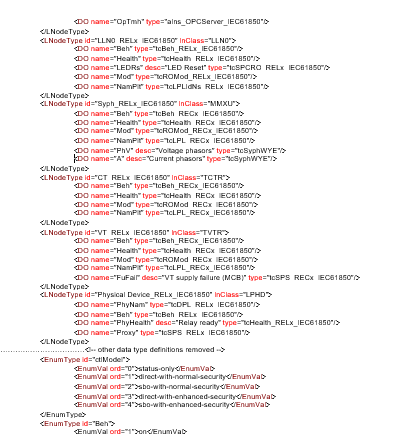 <DO name="OpTmh" type="aIns_OPCServer_IEC61850"/>
</LNodeType>
<LNodeType id="LLN0_RELx_IEC61850" lnClass="LLN0">
<DO name="Beh" type="tcBeh_RELx_IEC61850"/>
<DO name="Health" type="tcHealth_RELx_IEC61850"/>
<DO name="LEDRs" desc="LED Reset" type="tcSPCRO_RELx_IEC61850"/>
<DO name="Mod" type="tcROMod_RELx_IEC61850"/>
<DO name="NamPlt" type="tcLPLldNs_RELx_IEC61850"/>
</LNodeType>
<LNodeType id="Syph_RELx_IEC61850" lnClass="MMXU">
<DO name="Beh" type="tcBeh_RECx_IEC61850"/>
<DO name="Health" type="tcHealth_RECx_IEC61850"/>
<DO name="Mod" type="tcROMod_RECx_IEC61850"/>
<DO name="NamPlt" type="tcLPL_RECx_IEC61850"/>
<DO name="PhV" desc="Voltage phasors" type="tcSyphWYE"/>
<DO name="A" desc="Current phasors" type="tcSyphWYE"/>
</LNodeType>
<LNodeType id="CT_RELx_IEC61850" lnClass="TCTR">
<DO name="Beh" type="tcBeh_RECx_IEC61850"/>
<DO name="Health" type="tcHealth_RECx_IEC61850"/>
<DO name="Mod" type="tcROMod_RECx_IEC61850"/>
<DO name="NamPlt" type="tcLPL_RECx_IEC61850"/>
</LNodeType>
<LNodeType id="VT_RELx_IEC61850" lnClass="TVTR">
<DO name="Beh" type="tcBeh_RECx_IEC61850"/>
<DO name="Health" type="tcHealth_RECx_IEC61850"/>
<DO name="Mod" type="tcROMod_RECx_IEC61850"/>
<DO name="NamPlt" type="tcLPL_RECx_IEC61850"/>
<DO name="FuFail" desc="VT supply failure (MCB)" type="tcSPS_RELx_IEC61850"/>
</LNodeType>
<LNodeType id="Physical Device_RELx_IEC61850" lnClass="LPHD">
<DO name="PhyNam" type="tcDPL_RELx_IEC61850"/>
<DO name="Beh" type="tcBeh_RELx_IEC61850"/>
<DO name="PhyHealth" desc="Relay ready" type="tcHealth_RELx_IEC61850"/>
<DO name="Proxy" type="tcSPS_RELx_IEC61850"/>
</LNodeType>
<!-- other data type definitions removed -->
<EnumType id="ctlModel">
<EnumVal ord="0">status-only</EnumVal>
<EnumVal ord="1">direct-with-normal-security</EnumVal>
<EnumVal ord="2">sbo-with-normal-security</EnumVal>
<EnumVal ord="3">direct-with-enhanced-security</EnumVal>
<EnumVal ord="4">sbo-with-enhanced-security</EnumVal>
</EnumType>
<EnumType id="Beh">
<EnumVal ord="1">on</EnumVal>